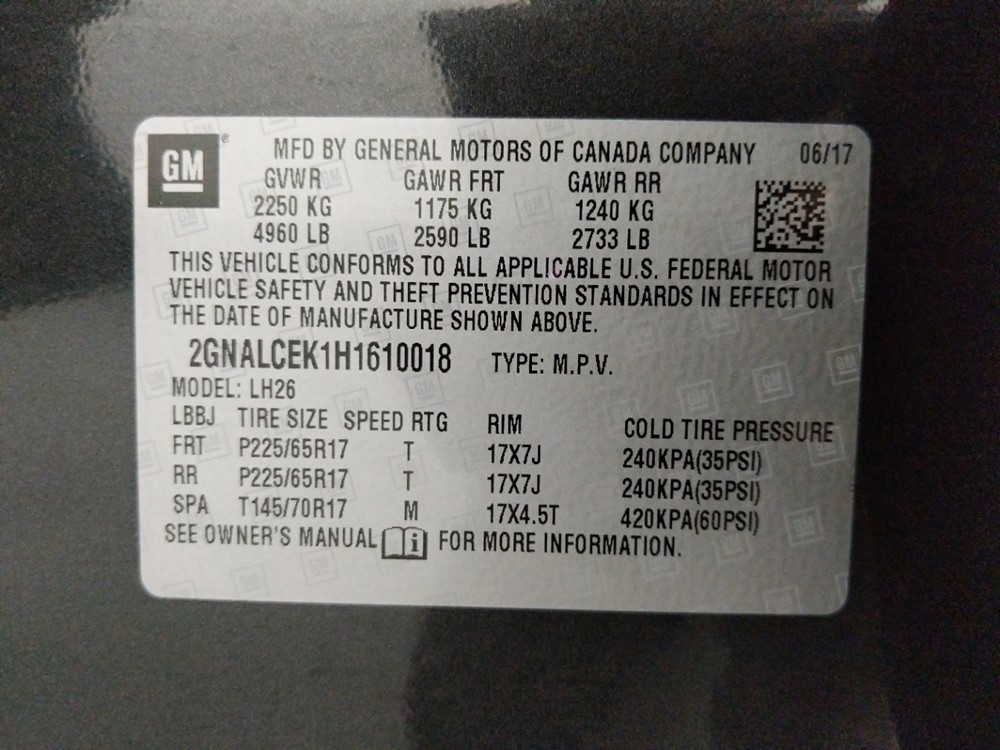 GM MFD BY GENERAL MOTORS OF CANADA COMPANY 06/17
GVWR GAWR FRT GAWR RR
2250 KG 1175 KG 1240 KG
4960 LB 2590 LB 2733 LB
THIS VEHICLE CONFORMS TO ALL APPLICABLE U.S. FEDERAL MOTOR
VEHICLE SAFETY AND THEFT PREVENTION STANDARDS IN EFFECT ON
THE DATE OF MANUFACTURE SHOWN ABOVE.
2GNALCEK1H1610018 TYPE: M.P.V.
MODEL: LH26
LBBJ TIRE SIZE SPEED RTG RIM COLD TIRE PRESSURE
FRT P225/65R17 T 17X7J 240KPA(35PSI)
RR P225/65R17 T 17X7J 240KPA(35PSI)
SPA T145/70R17 M 17X4.5T 420KPA(60PSI)
SEE OWNER'S MANUAL i FOR MORE INFORMATION.